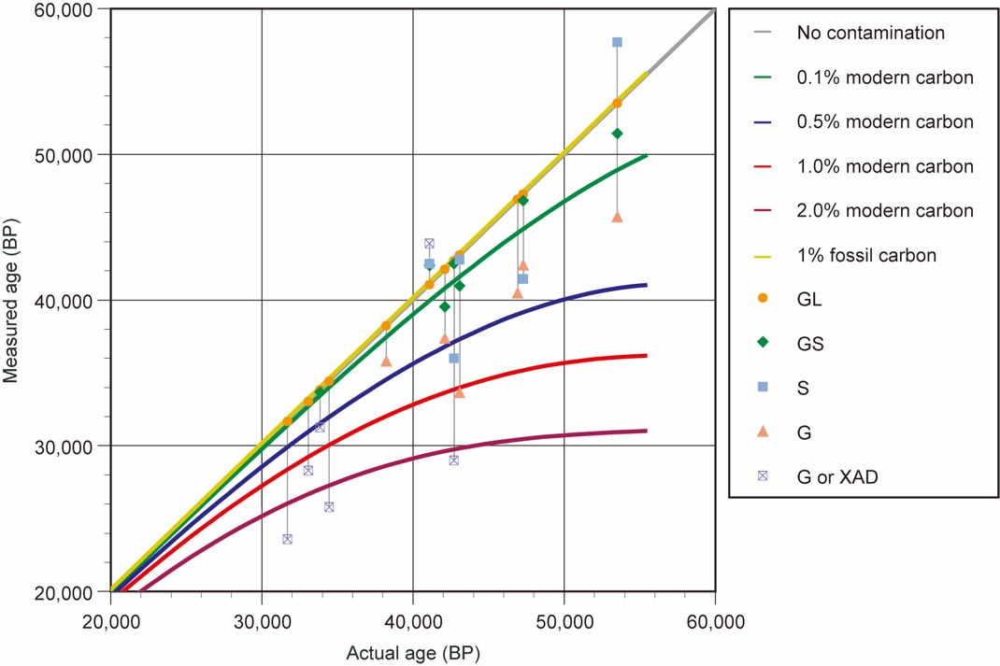 60,000
50,000
40,000
30,000
20,000
Measured age (BP)
20,000
30,000
40,000
50,000
60,000
Actual age (BP)
No contamination
0.1% modern carbon
0.5% modern carbon
1.0% modern carbon
2.0% modern carbon
1% fossil carbon
GL
GS
S
G
G or XAD